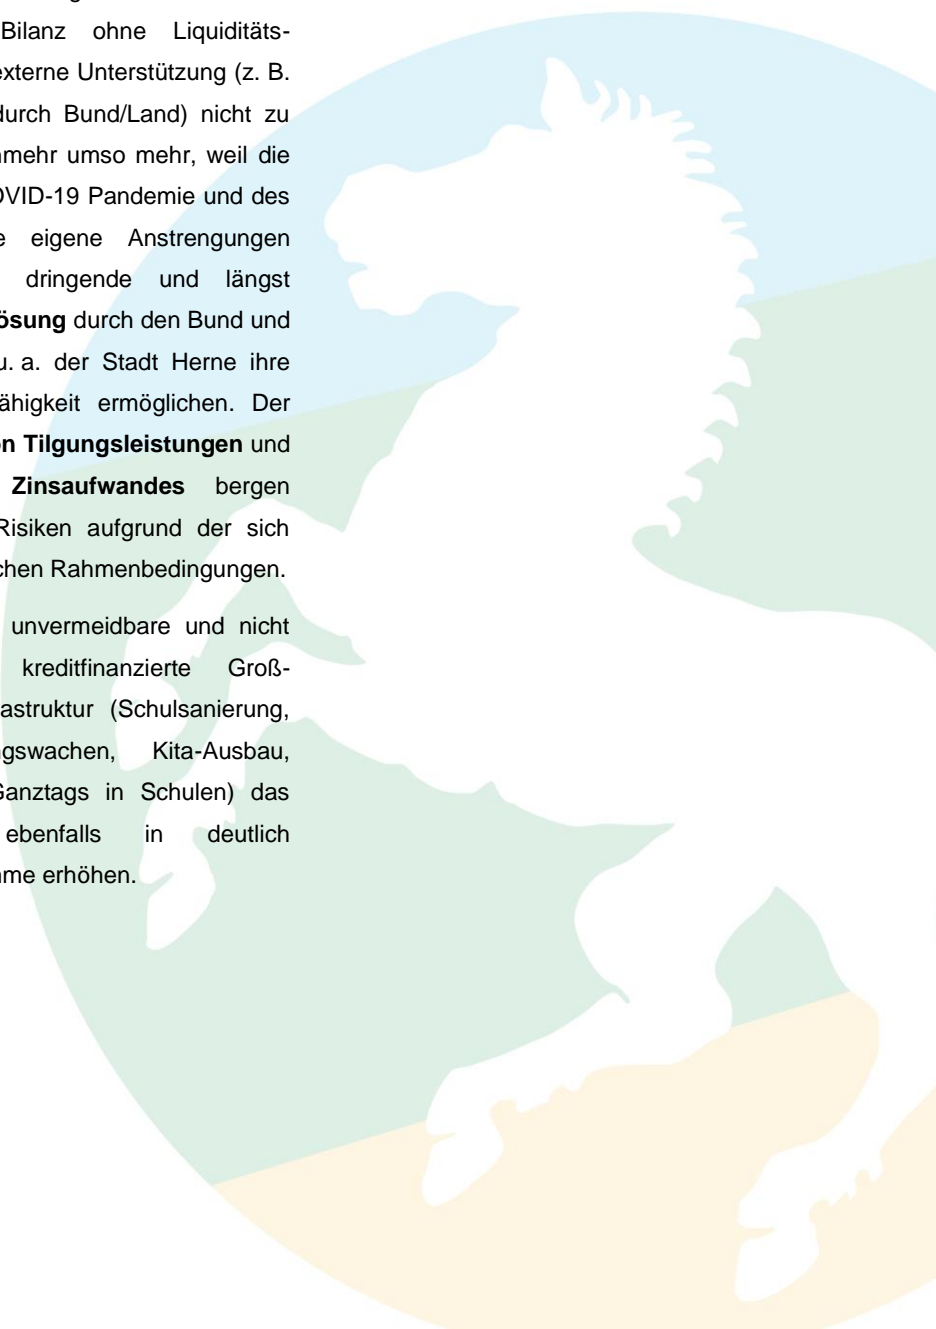 Bilanz ohne Liquiditäts-
externe Unterstützung (z. B.
durch Bund/Land) nicht zu
mehr umso mehr, weil die
OVID-19 Pandemie und des
e eigene Anstrengungen
dringende und längst
ösung durch den Bund und
u. a. der Stadt Herne ihre
ähigkeit ermöglichen. Der
on Tilgungsleistungen und
Zinsaufwandes bergen
Risiken aufgrund der sich
chen Rahmenbedingungen.
unvermeidbare und nicht
kreditfinanzierte Groß-
astruktur (Schulsanierung,
ngswachen, Kita-Ausbau,
Ganztags in Schulen) das
ebenfalls in deutlich
me erhöhen.